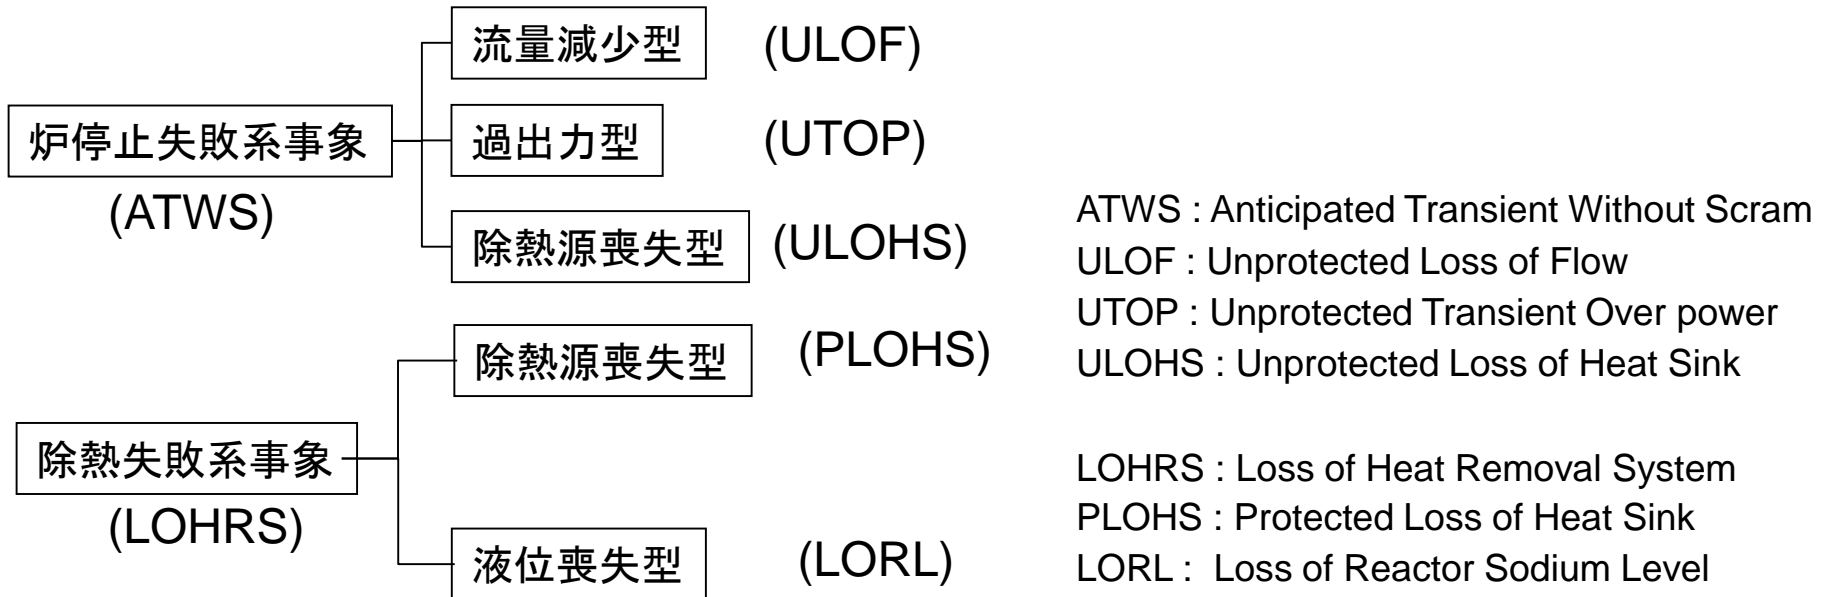 流量減少型 (ULOF)
炉停止失敗系事象 過出力型 (UTOP)
(ATWS)
除熱源喪失型 (ULOHS)
除熱源喪失型 (PLOHS)
除熱失敗系事象
(LOHRS)
液位喪失型 (LORL)
ATWS : Anticipated Transient Without Scram
ULOF : Unprotected Loss of Flow
UTOP : Unprotected Transient Over power
ULOHS : Unprotected Loss of Heat Sink
LOHRS : Loss of Heat Removal System
PLOHS : Protected Loss of Heat Sink
LORL : Loss of Reactor Sodium Level